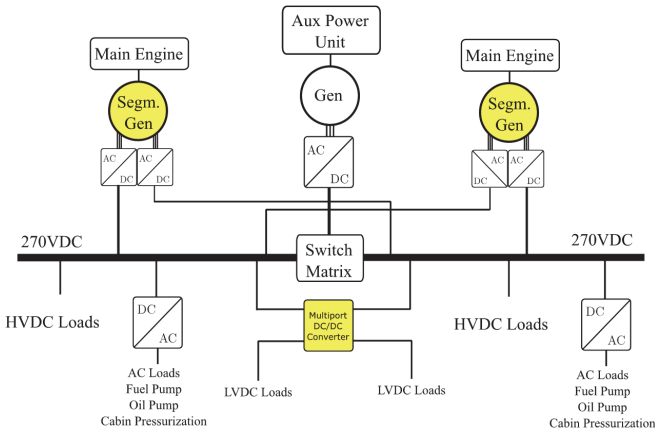 Aux Power
Unit
Main Engine
Main Engine
Segm.
Gen
Gen
Segm.
Gen
AC
DC
AC
DC
AC
DC
AC
DC
AC
DC
270VDC
270VDC
Switch
Matrix
HVDC Loads
DC
AC
Multiport
DC/DC
Converter
HVDC Loads
DC
AC
LVDC Loads
LVDC Loads
AC Loads
Fuel Pump
Oil Pump
Cabin Pressurization
AC Loads
Fuel Pump
Oil Pump
Cabin Pressurization